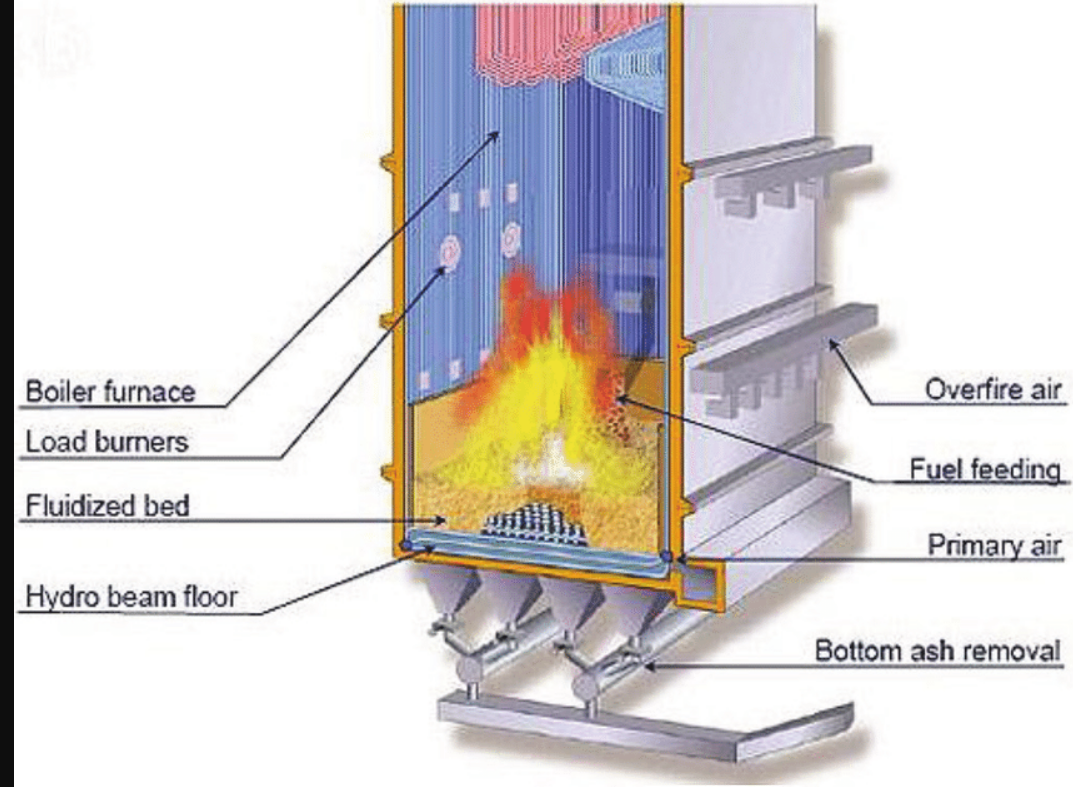 Boiler furnace
Load burners
Fluidized bed
Hydro beam floor
Overfire air
Fuel feeding
Primary air
Bottom ash removal